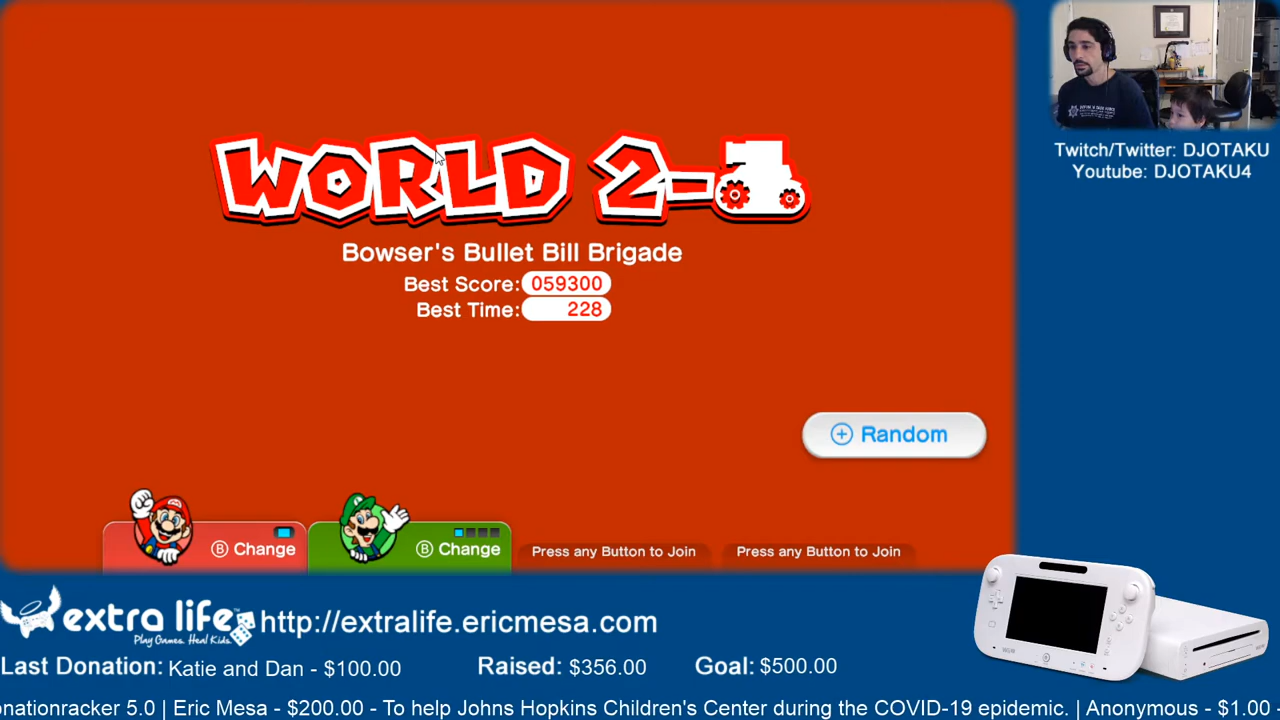 Twitch/Twitter: DJOTAKU
Youtube: DJOTAKU4
WORLD 2-
Bowser's Bullet Bill Brigade
Best Score: 059300
Best Time: 228
+ Random
B Change
B Change
Press any Button to Join
Press any Button to Join
extra life
Play Games. Heal Kids.
http://extralife.ericmesa.com
Last Donation: Katie and Dan - $100.00
Raised: $356.00
Goal: $500.00
onationracker 5.0 | Eric Mesa - $200.00 - To help Johns Hopkins Children's Center during the COVID-19 epidemic. | Anonymous - $1.00 -